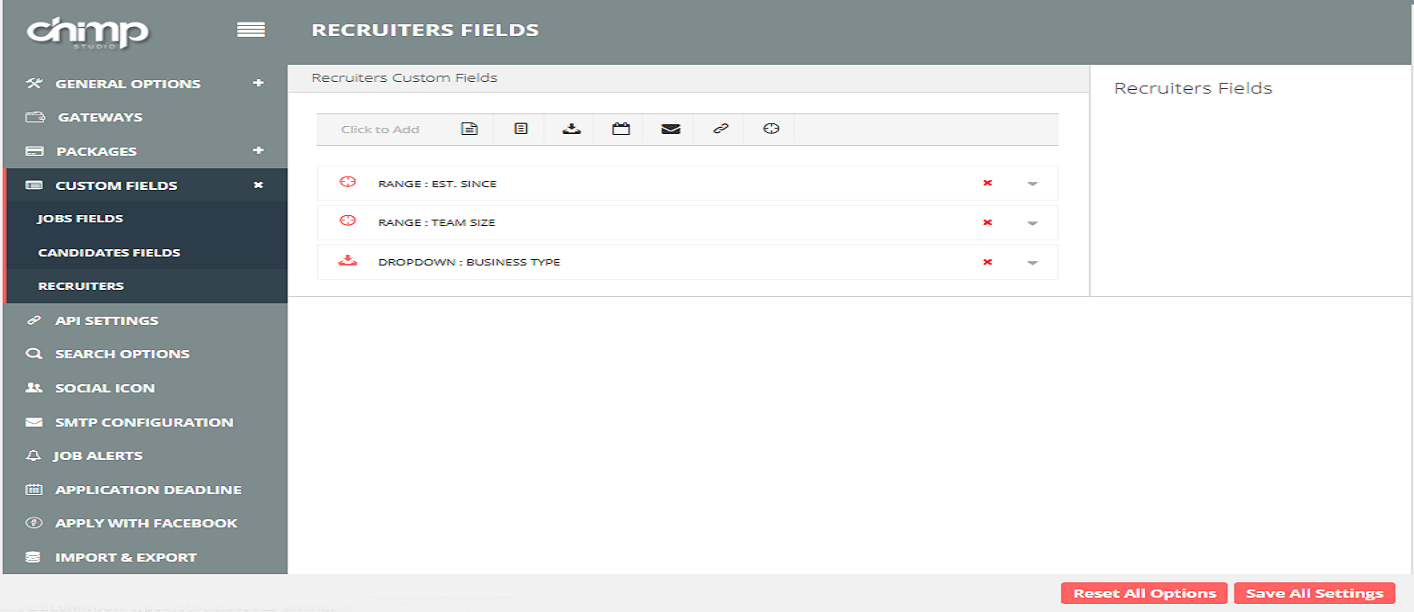 chimp
STUDIO
RECRUITERS FIELDS
GENERAL OPTIONS
GATEWAYS
PACKAGES
CUSTOM FIELDS
JOBS FIELDS
CANDIDATES FIELDS
RECRUITERS
API SETTINGS
SEARCH OPTIONS
SOCIAL ICON
SMTP CONFIGURATION
JOB ALERTS
APPLICATION DEADLINE
APPLY WITH FACEBOOK
IMPORT & EXPORT
Recruiters Custom Fields
Click to Add
RANGE : EST. SINCE
RANGE : TEAM SIZE
DROPDOWN : BUSINESS TYPE
Recruiters Fields
Reset All Options
Save All Settings